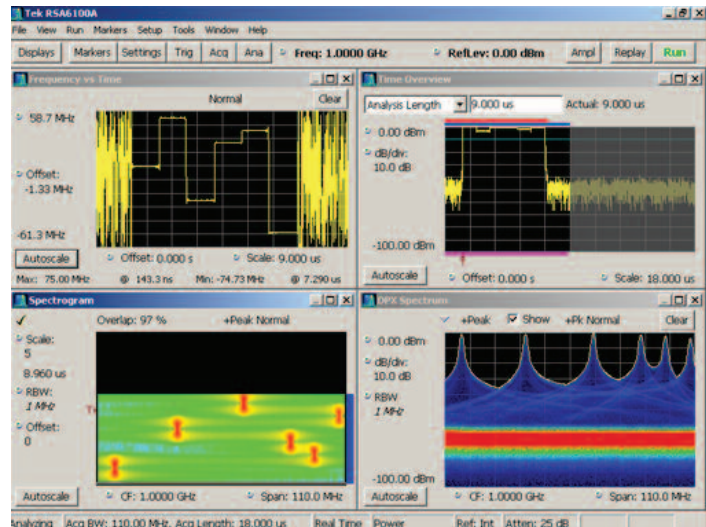 Tek RSA6100A
File View Run Markers Setup Tools Window Help
Displays Markers Settings Trig Acq Ana Freq: 1.0000 GHz RefLev: 0.00 dBm Ampl Replay Run
Frequency vs Time
Normal Clear
58.7 MHz
Offset:
-1.33 MHz
-61.3 MHz
Autoscale Offset: 0.000 s Scale: 9.000 us
Max: 75.00 MHz @ 143.3 ns Min: -74.73 MHz @ 7.290 us
Time Overview
Analysis Length 9.000 us Actual: 9.000 us
0.00 dBm
dB/div:
10.0 dB
-100.00 dBm
Autoscale Offset: 0.000 s Scale: 18.000 us
Spectrogram
Overlap: 97 % +Peak Normal
Scale:
5
8.960 us
RBW:
1 MHz
Offset:
0
Autoscale CF: 1.0000 GHz Span: 110.0 MHz
DPX Spectrum
+Peak Show +Pk Normal Clear
0.00 dBm
dB/div:
10.0 dB
RBW
1 MHz
-100.00 dBm
Autoscale CF: 1.0000 GHz Span: 110.0 MHz
Analyzing Acq BW: 110.00 MHz, Acq Length: 18.000 us Real Time Power Ref: Int Atten: 25 dB